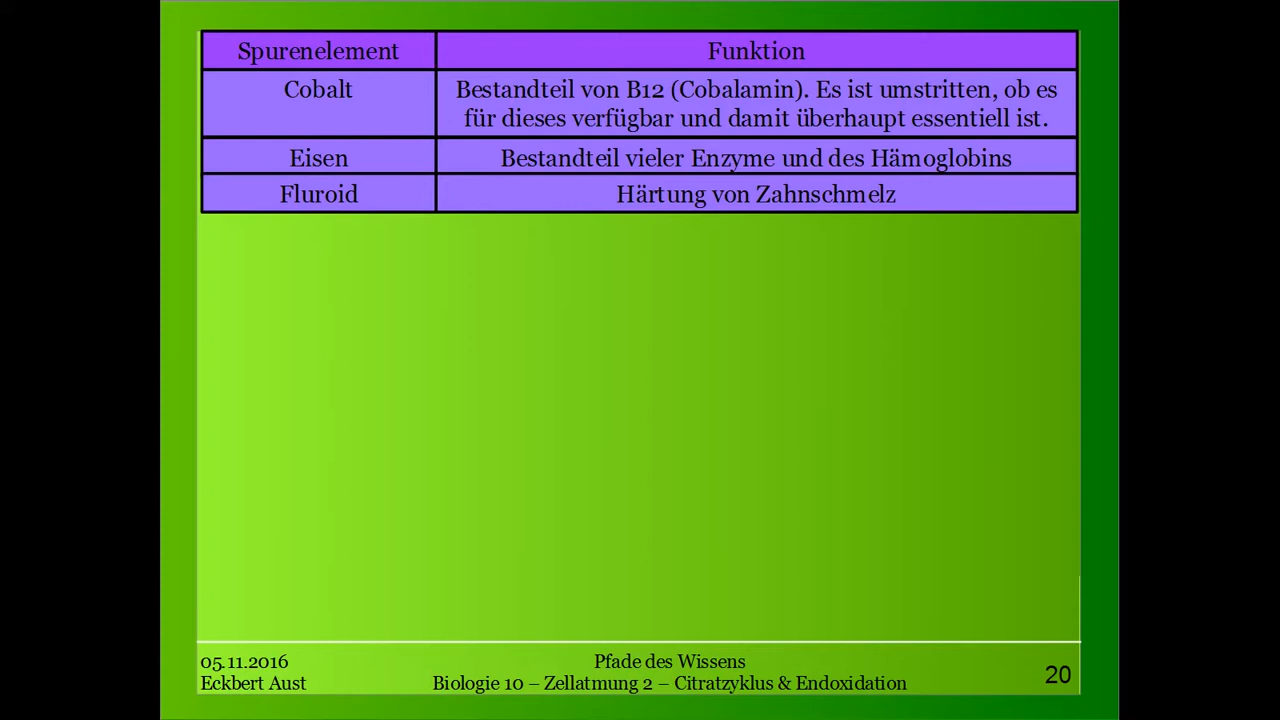 Spurenelement Funktion
Cobalt Bestandteil von B12 (Cobalamin). Es ist umstritten, ob es
für dieses verfügbar und damit überhaupt essentiell ist.
Eisen Bestandteil vieler Enzyme und des Hämoglobins
Fluroid Härtung von Zahnschmelz
05.11.2016 Pfade des Wissens
Eckbert Aust Biologie 10 – Zellatmung 2 – Citratzyklus & Endoxidation 20